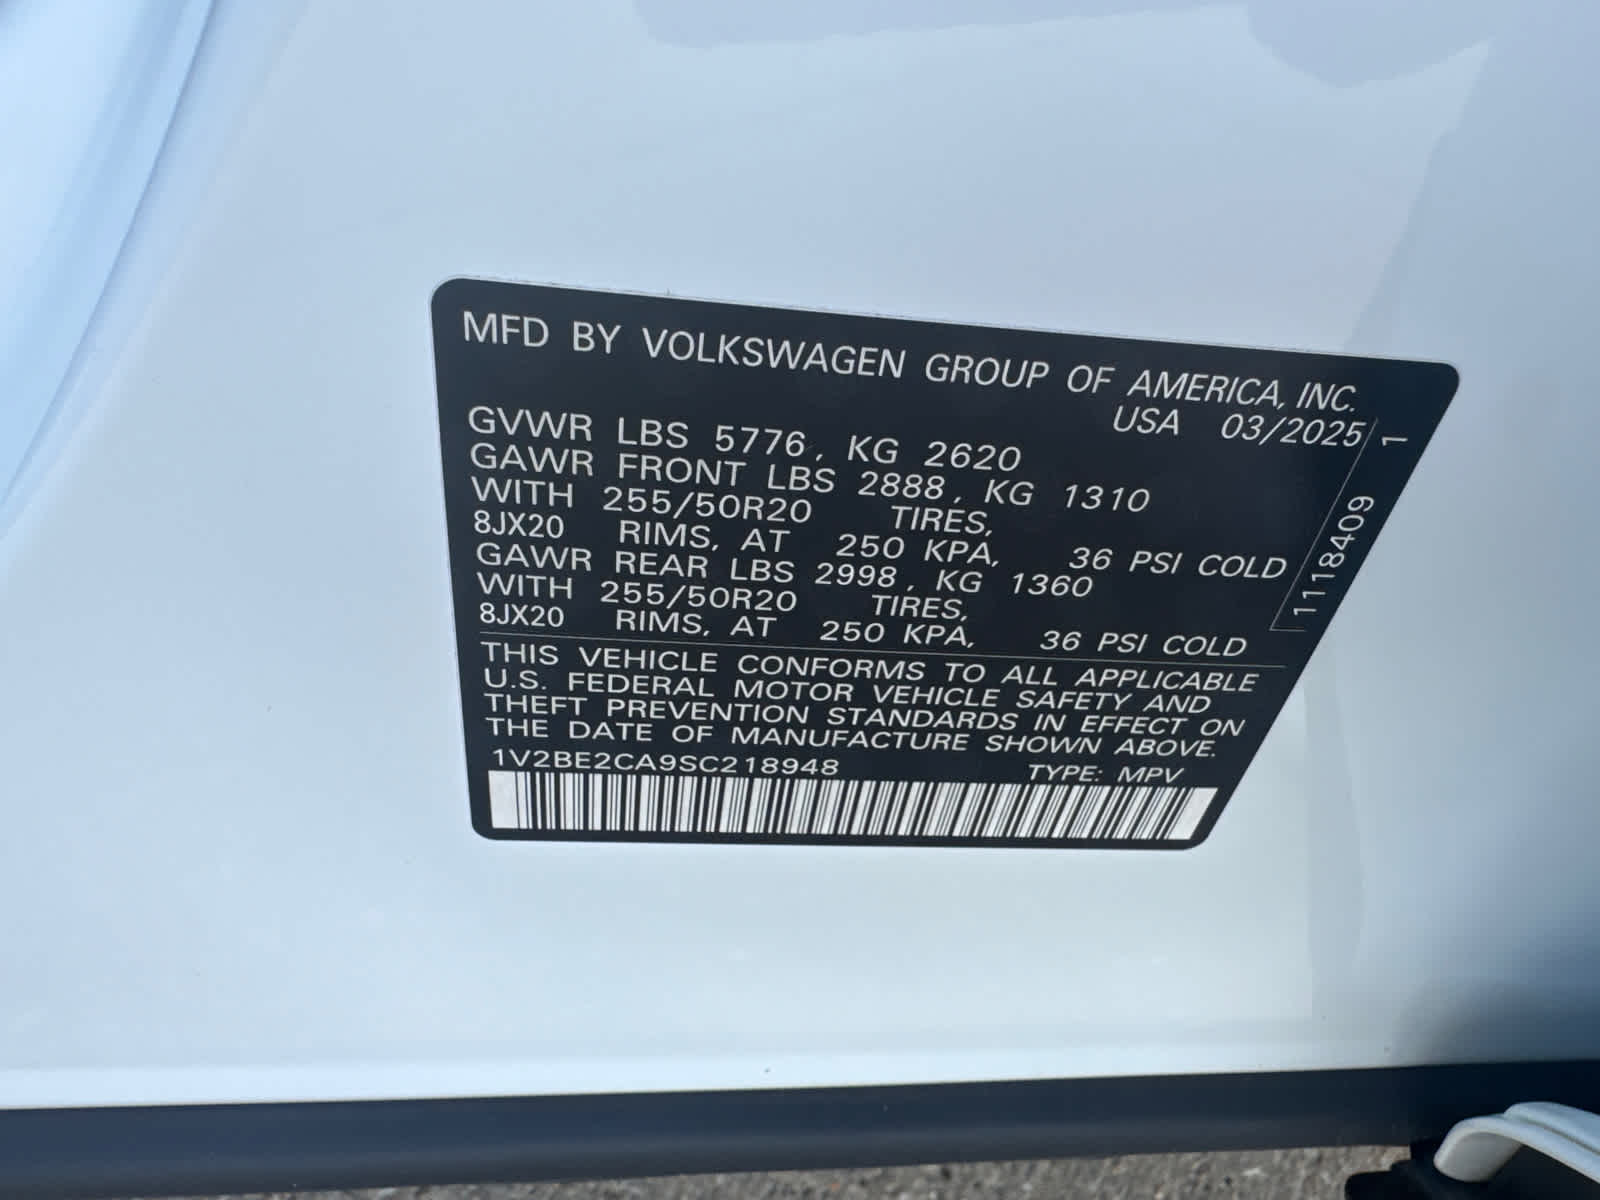 MFD BY VOLKSWAGEN GROUP OF AMERICA, INC.
USA 03/2025
GVWR LBS 5776, KG 2620
GAWR FRONT LBS 2888, KG 1310
WITH 255/50R20 TIRES,
8JX20 RIMS, AT 250 KPA, 36 PSI COLD
GAWR REAR LBS 2998, KG 1360
WITH 255/50R20 TIRES,
8JX20 RIMS, AT 250 KPA, 36 PSI COLD
THIS VEHICLE CONFORMS TO ALL APPLICABLE
U.S. FEDERAL MOTOR VEHICLE SAFETY AND
THEFT PREVENTION STANDARDS IN EFFECT ON
THE DATE OF MANUFACTURE SHOWN ABOVE.
1V2BE2CA9SC218948 TYPE: MPV
1118409 1